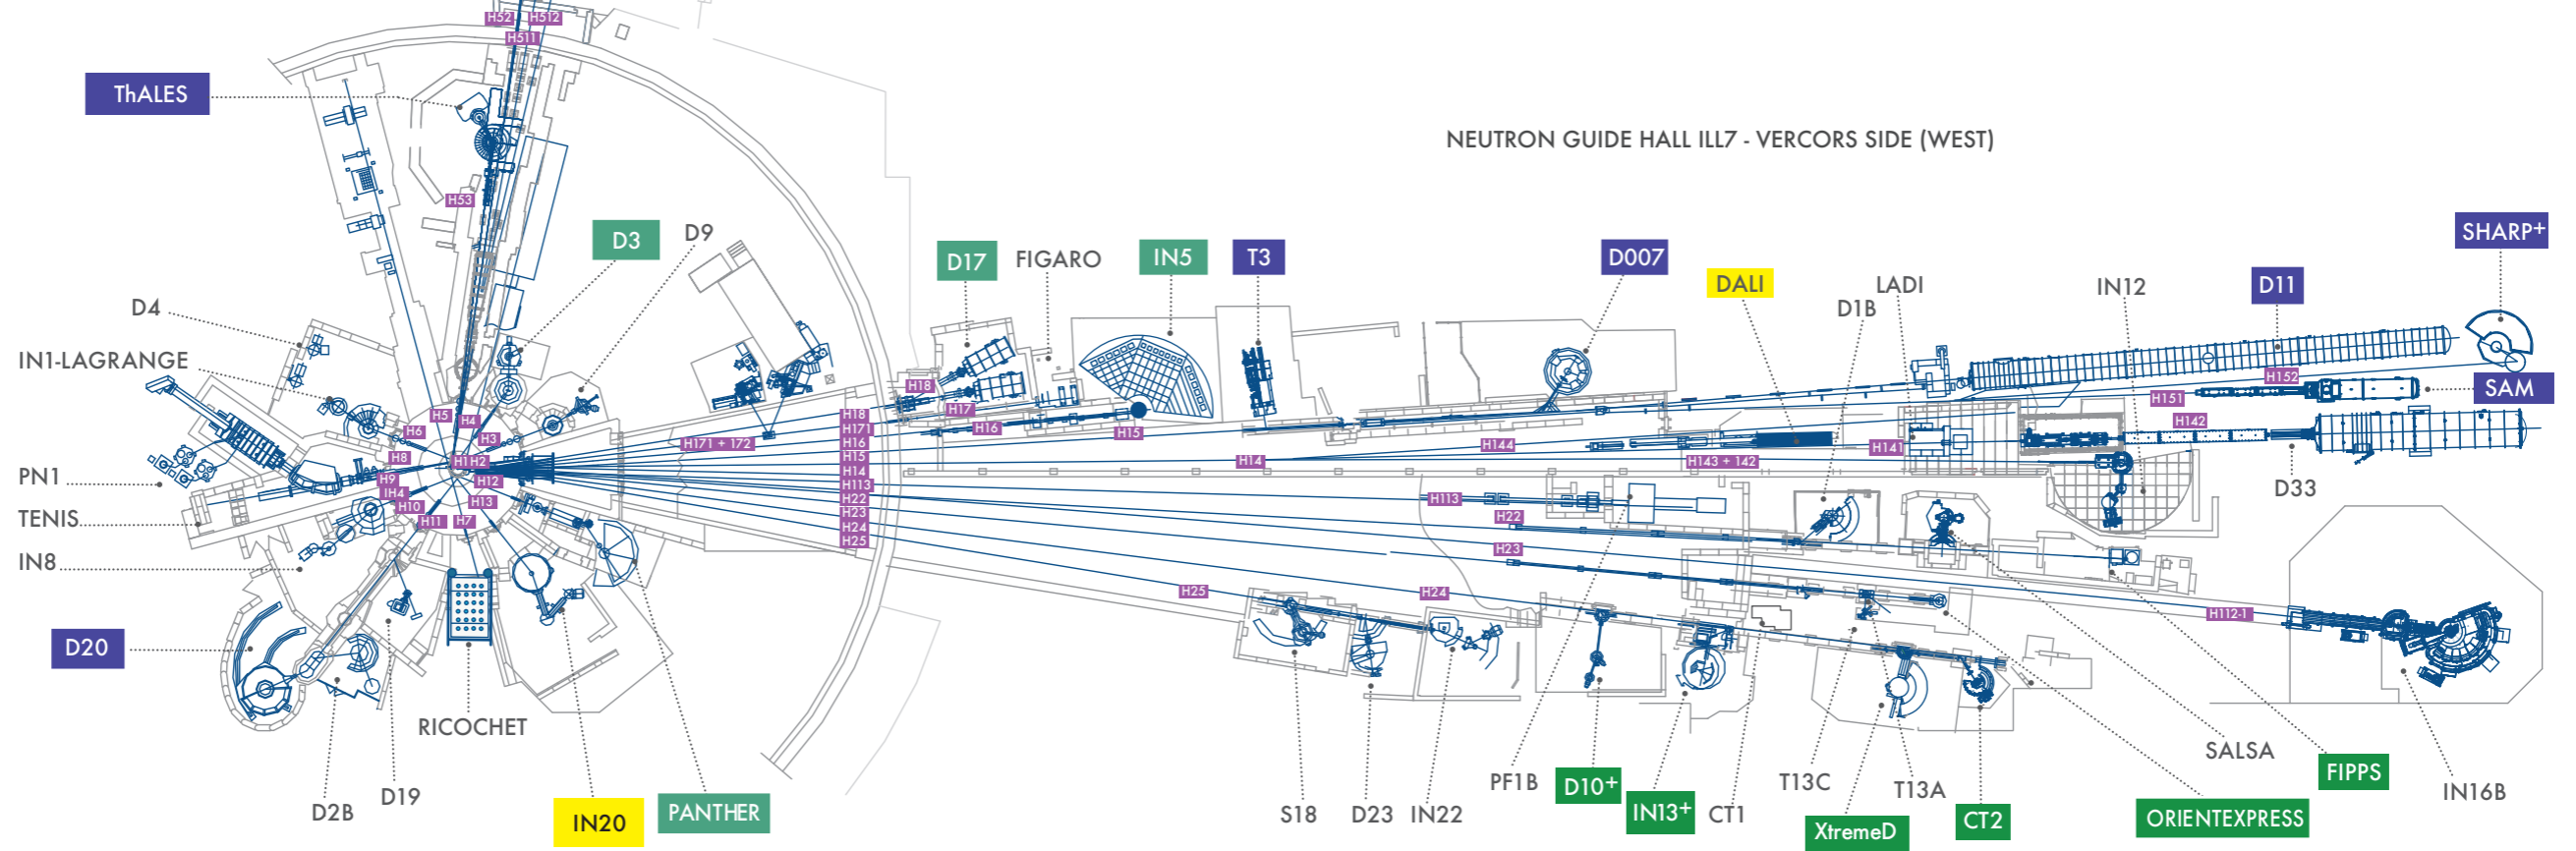 H52
H512
H511
ThALES
NEUTRON GUIDE HALL ILL7 - VERCORS SIDE (WEST)
H53
D3
D9
D17
FIGARO
IN5
T3
D007
DALI
D1B
LADI
IN12
D11
SHARP+
D4
IN1-LAGRANGE
H18
H17
H16
H15
H152
H151
SAM
H142
H5
H4
H6
H3
H8
H1H2
H171 + 172
H18
H171
H16
H15
H14
H113
H22
H23
H24
H25
H144
H14
H143 + 142
H141
D33
PN1
H9
H12
IH4
H13
H10
H11
H7
TENIS
IN8
H113
H22
H23
H25
H24
H112-1
D20
RICOCHET
D2B
D19
IN20
PANTHER
S18
D23
IN22
PF1B
D10+
IN13+
CT1
T13C
XtremeD
T13A
CT2
SALSA
FIPPS
ORIENTEXPRESS
IN16B